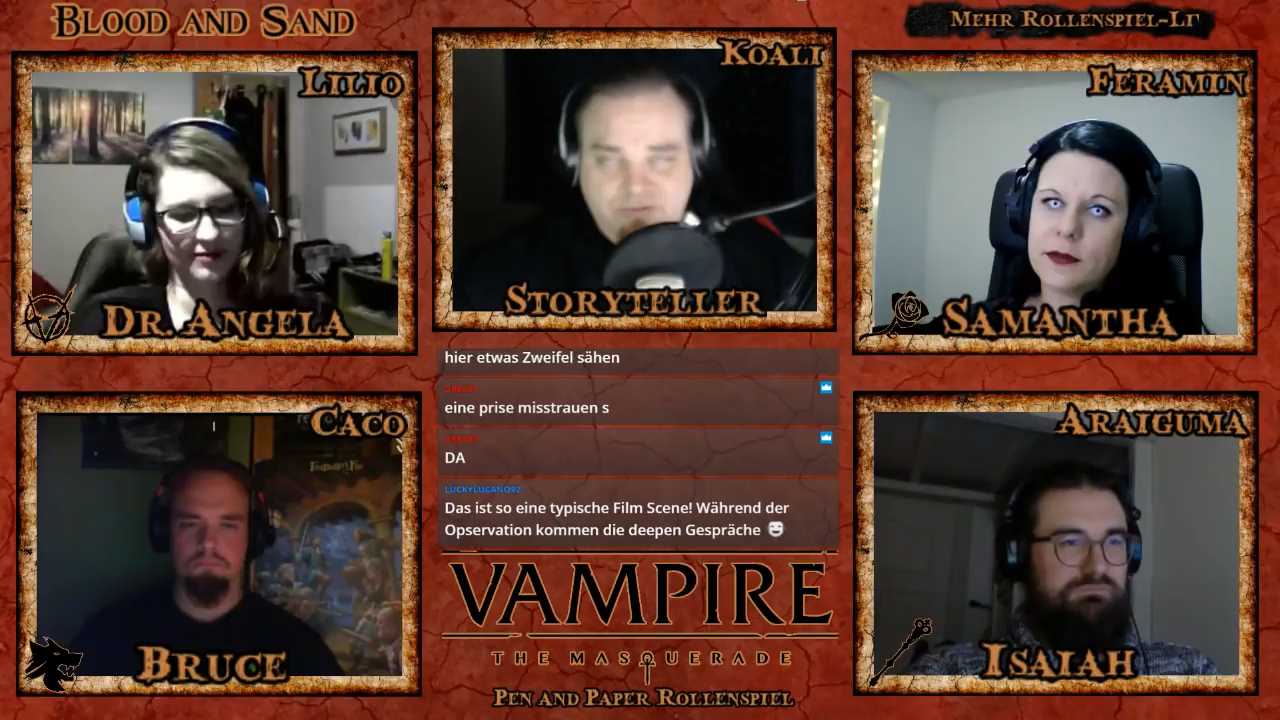 BLOOD AND SAND
MEHR ROLLENSPIEL-LI
LILIO
KOALI
FERAMIN
DR. ANGELA
STORYTELLER
SAMANTHA
hier etwas Zweifel sähen
eine prise misstrauen s
DA
LUCKYLUCANO92
Das ist so eine typische Film Scene! Während der
Opservation kommen die deepen Gespräche
CACO
ARAIGUMA
BRUCE
ISAIAH
VAMPIRE
THE MASQUERADE
PEN AND PAPER ROLLENSPIEL